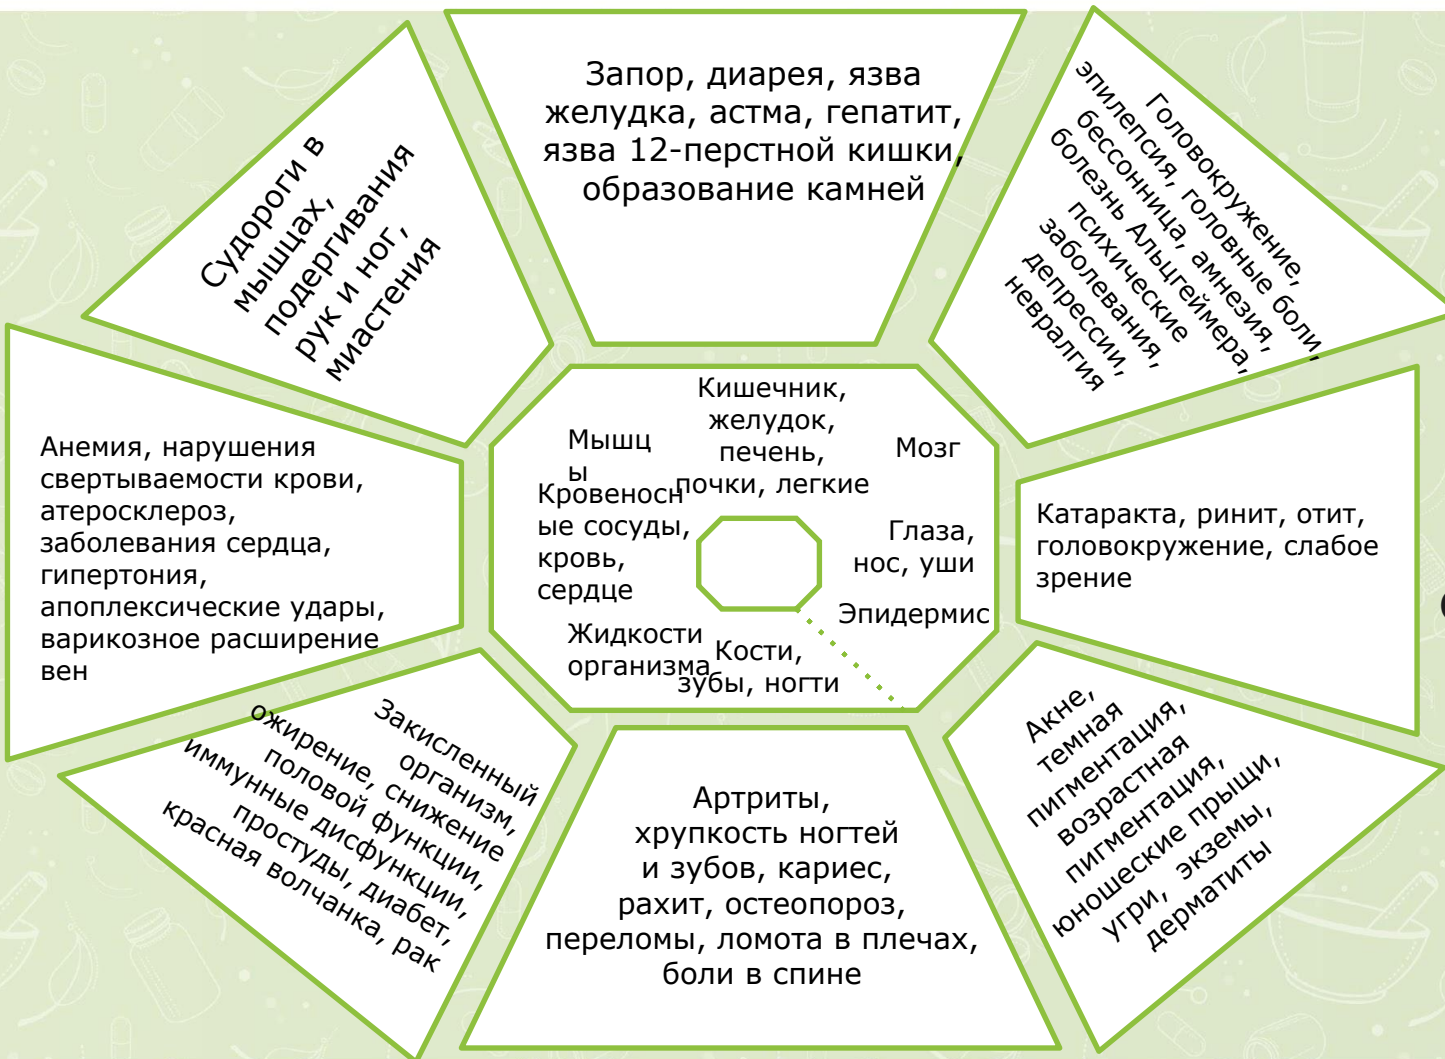 Запор, диарея, язва
желудка, астма, гепатит,
язва 12-перстной кишки,
образование камней
Судороги в
мышцах,
подергивания
рук и ног,
миастения
Головокружение,
эпилепсия, головные боли,
бессонница, амнезия,
болезнь Альцгеймера,
психические
заболевания,
депрессии,
невралгия
Анемия, нарушения
свертываемости крови,
атеросклероз,
заболевания сердца,
гипертония,
апоплексические удары,
варикозное расширение
вен
Кишечник,
желудок,
печень,
почки, легкие
Мышц
ы
Мозг
Кровеносн
ые сосуды,
кровь,
сердце
Глаза,
нос, уши
Эпидермис
Жидкости
организма
Кости,
зубы, ногти
Катаракта, ринит, отит,
головокружение, слабое
зрение
Закисленный
организм,
ожирение, снижение
половой функции,
иммунные дисфункции,
простуды, диабет,
красная волчанка, рак
Артриты,
хрупкость ногтей
и зубов, кариес,
рахит, остеопороз,
переломы, ломота в плечах,
боли в спине
Акне,
темная
пигментация,
возрастная
пигментация,
юношеские прыщи,
угри, экземы,
дерматиты